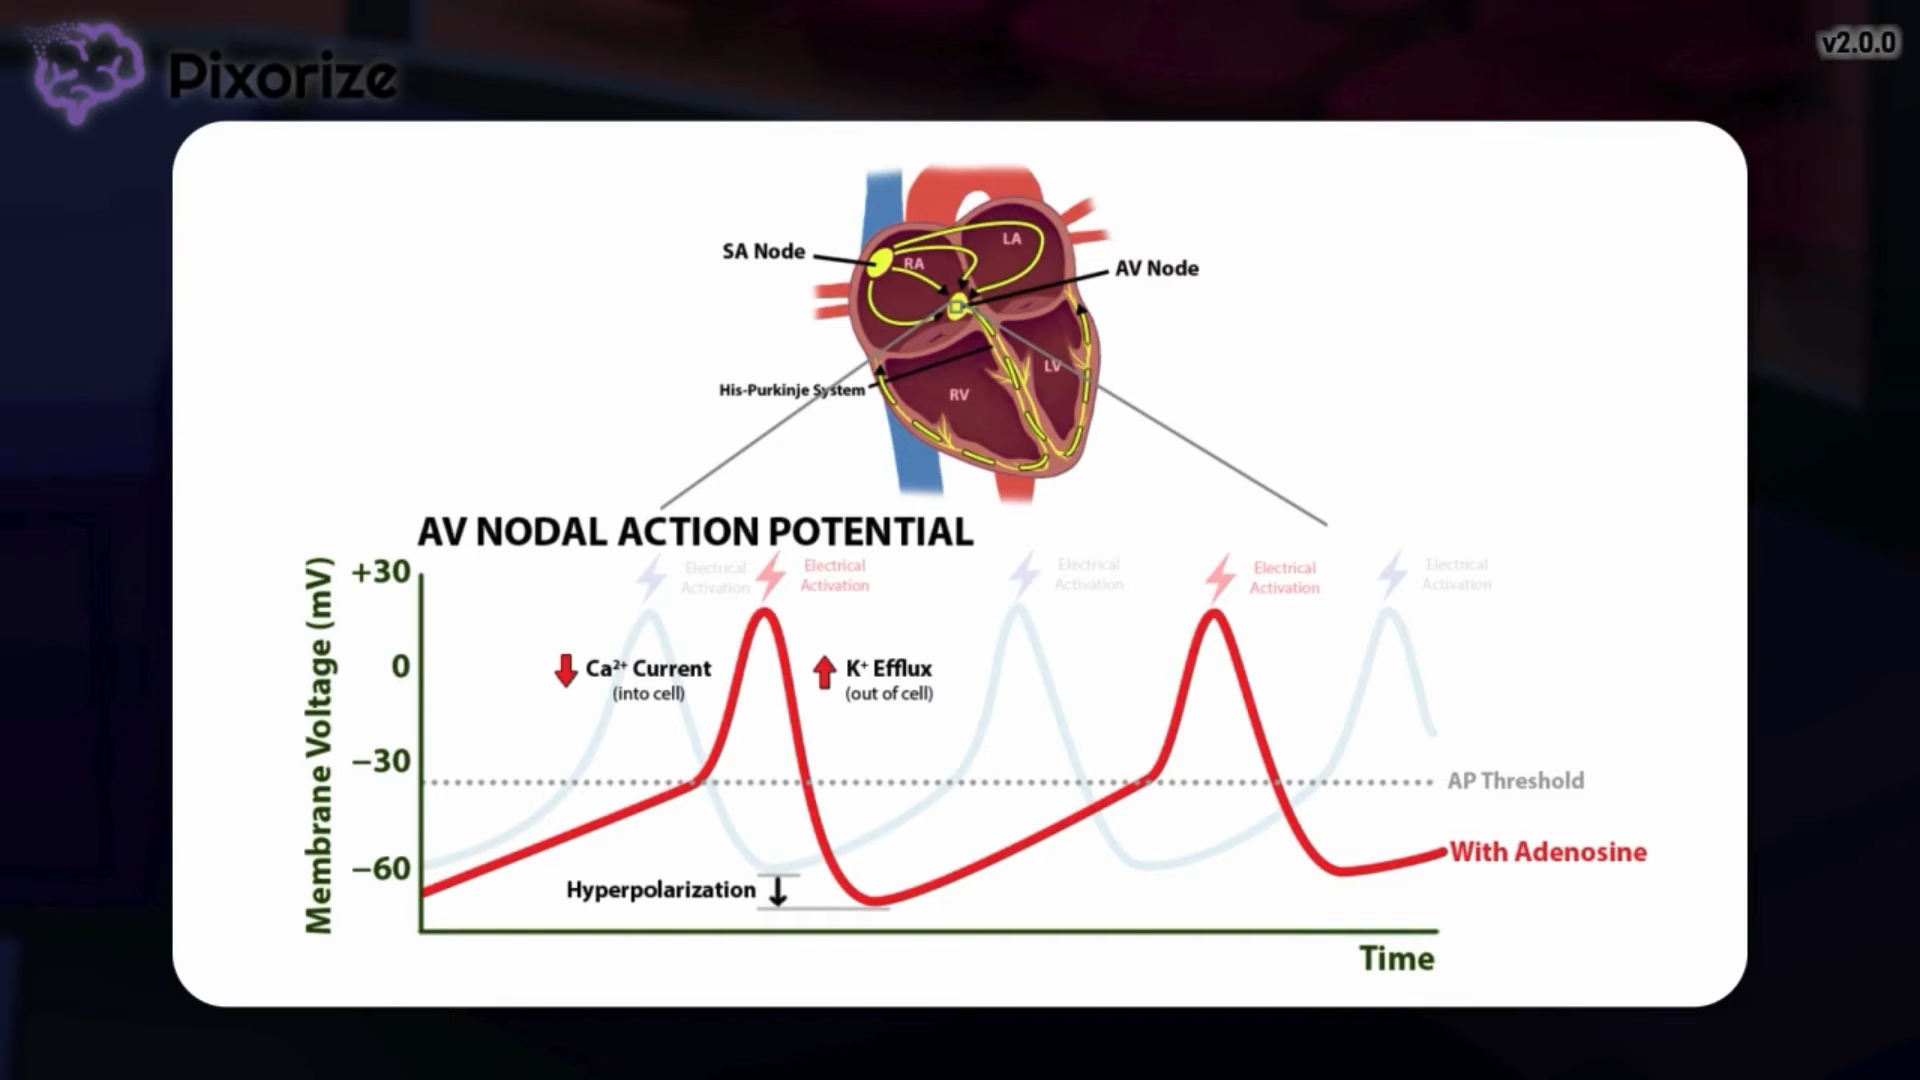 Pixorize
v2.0.0
SA Node
LA
RA
AV Node
His-Purkinje System
LV
RV
AV NODAL ACTION POTENTIAL
Membrane Voltage (mV)
+30
0
−30
−60
Electrical
Activation
Electrical
Activation
Electrical
Activation
Electrical
Activation
Electrical
Activation
Ca²⁺ Current
(into cell)
K⁺ Efflux
(out of cell)
AP Threshold
With Adenosine
Hyperpolarization
Time